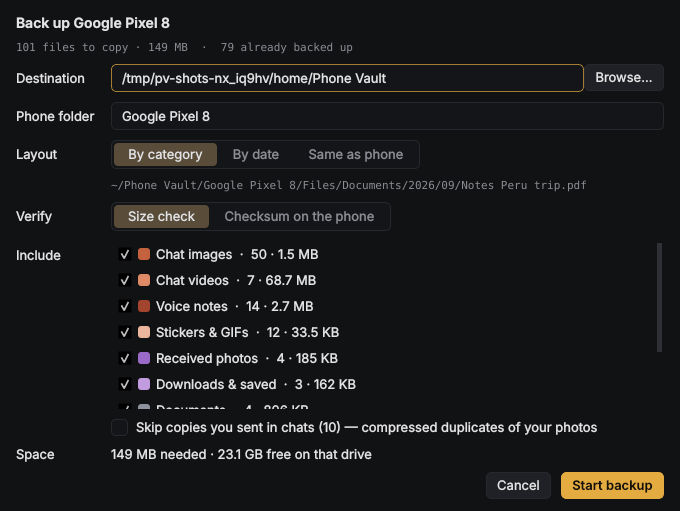 Back up Google Pixel 8
101 files to copy · 149 MB · 79 already backed up
Destination /tmp/pv-shots-nx_iq9hv/home/Phone Vault Browse...
Phone folder Google Pixel 8
Layout By category By date Same as phone
~/Phone Vault/Google Pixel 8/Files/Documents/2026/09/Notes Peru trip.pdf
Verify Size check Checksum on the phone
Include Chat images · 50 · 1.5 MB
Chat videos · 7 · 68.7 MB
Voice notes · 14 · 2.7 MB
Stickers & GIFs · 12 · 33.5 KB
Received photos · 4 · 185 KB
Downloads & saved · 3 · 162 KB
Documents · 4 · 806 KB
Skip copies you sent in chats (10) — compressed duplicates of your photos
Space 149 MB needed · 23.1 GB free on that drive
Cancel Start backup